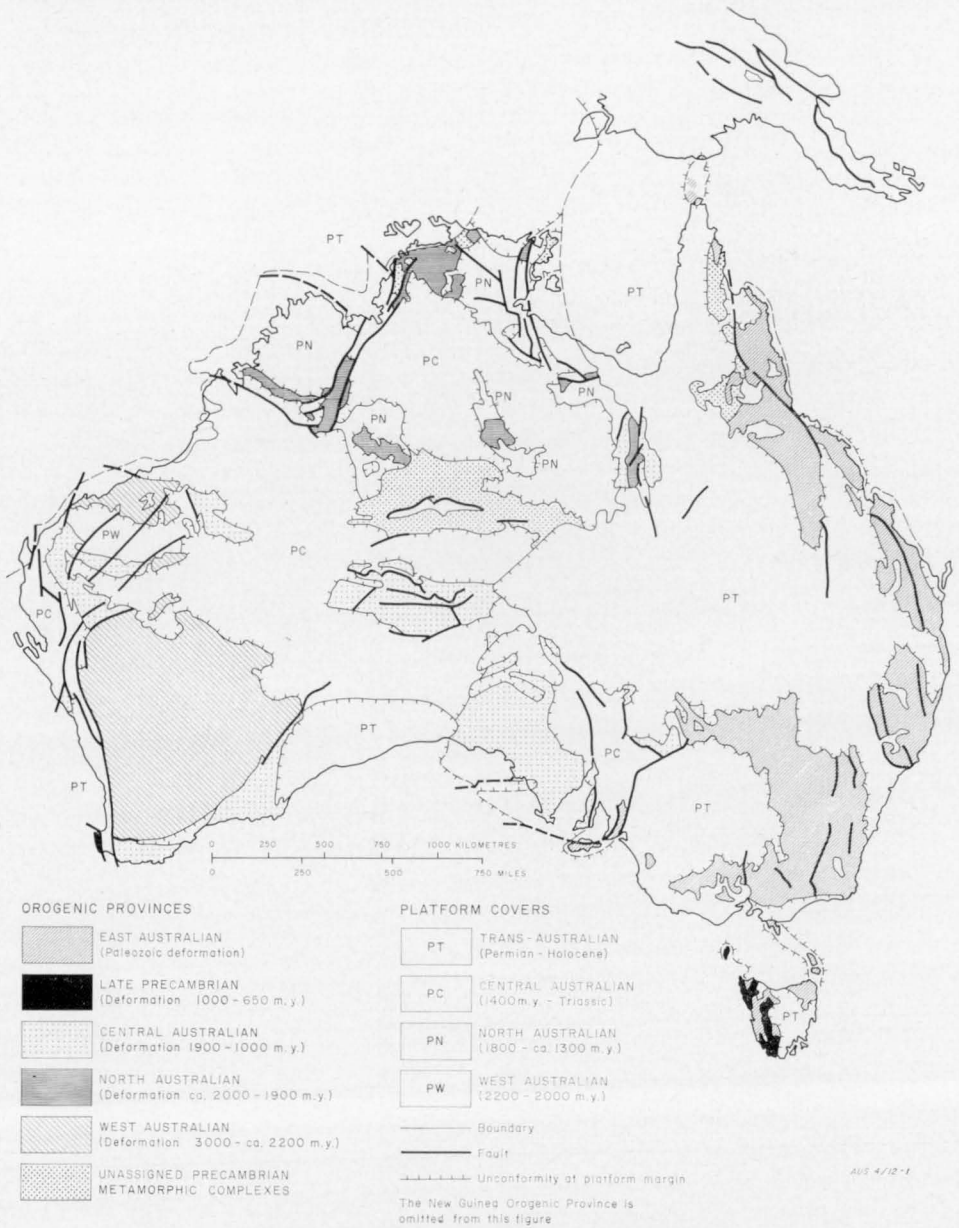 PT
PN
PT
PN
PC
PN
PN
PN
PN
PW
PC
PC
PT
PT
PC
PT
PT
PT
0 250 500 750 1000 KILOMETRES
0 250 500 750 MILES
OROGENIC PROVINCES
EAST AUSTRALIAN
(Paleozoic deformation)
LATE PRECAMBRIAN
(Deformation 1000-650 m.y.)
CENTRAL AUSTRALIAN
(Deformation 1900-1000 m.y.)
NORTH AUSTRALIAN
(Deformation ca. 2000-1900 m.y.)
WEST AUSTRALIAN
(Deformation 3000-ca. 2200 m.y.)
UNASSIGNED PRECAMBRIAN
METAMORPHIC COMPLEXES
PLATFORM COVERS
PT TRANS-AUSTRALIAN
(Permian - Holocene)
PC CENTRAL AUSTRALIAN
(1400m.y. - Triassic)
PN NORTH AUSTRALIAN
(1800 - ca. 1300 m.y.)
PW WEST AUSTRALIAN
(2200 - 2000 m.y.)
Boundary
Fault
Unconformity at platform margin
The New Guinea Orogenic Province is
omitted from this figure
PT
AUS 4/12-1